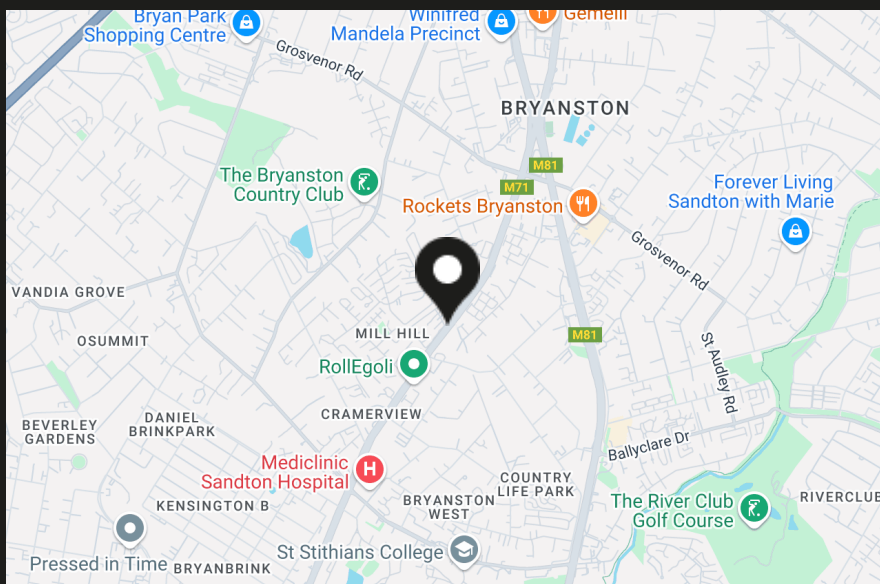 Bryan Park
Shopping Centre
Winifred
Mandela Precinct
Gemelli
Grosvenor Rd
BRYANSTON
M81
M71
The Bryanston
Country Club
Rockets Bryanston
Forever Living
Sandton with Marie
Grosvenor Rd
VANDIA GROVE
OSUMMIT
MILL HILL
M81
St Audley Rd
RollEgoli
CRAMERVIEW
BEVERLEY
GARDENS
DANIEL
BRINKPARK
Ballyclare Dr
Mediclinic
Sandton Hospital
COUNTRY
LIFE PARK
KENSINGTON B
BRYANSTON
WEST
The River Club
Golf Course
RIVERCLUB
St Stithians College
Pressed in Time
BRYANBRINK